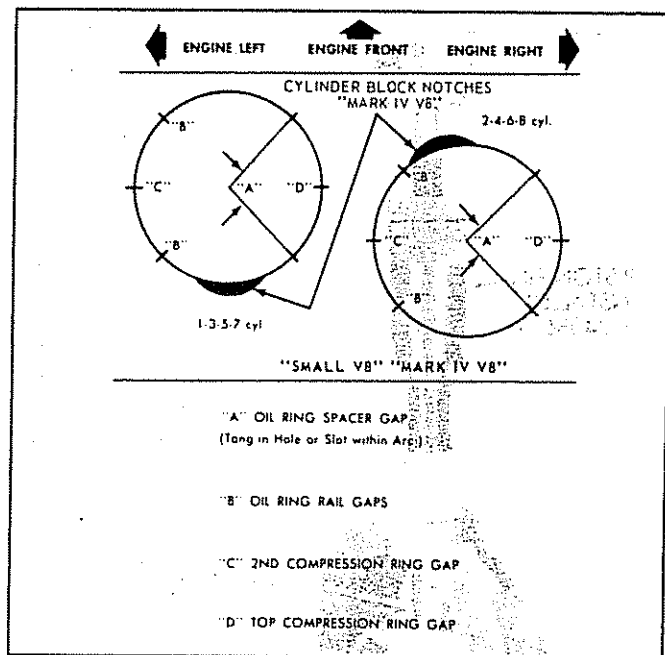 ENGINE LEFT ENGINE FRONT ENGINE RIGHT
CYLINDER BLOCK NOTCHES
"MARK IV V8"
2-4-6-8 cyl.
"B" "B"
"C" "A" "D"
"C" "A" "D"
"B" "B"
1-3-5-7 cyl
"SMALL V8" "MARK IV V8"
"A" OIL RING SPACER GAP
(Tang in Hole or Slot within Arc)
"B" OIL RING RAIL GAPS
"C" 2ND COMPRESSION RING GAP
"D" TOP COMPRESSION RING GAP